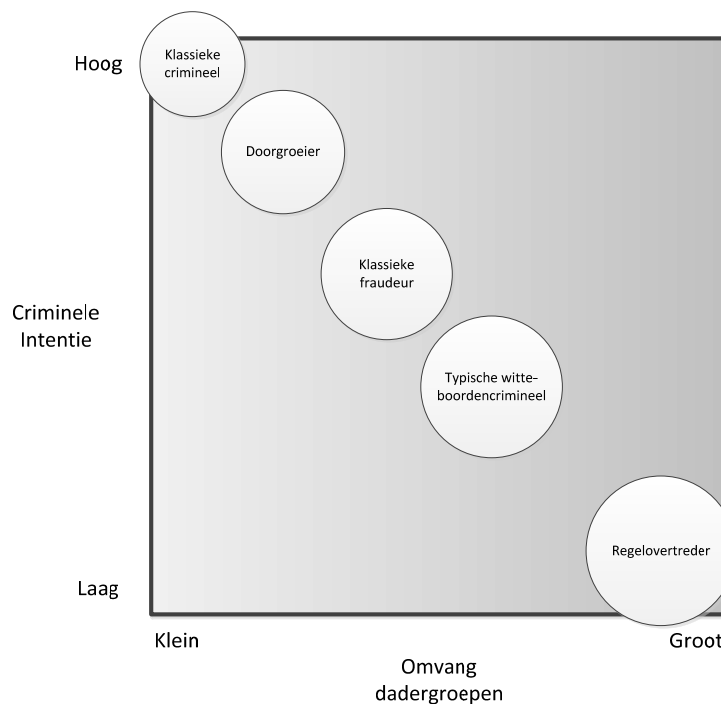 Hoog
Klassieke
crimineel
Doorgroeier
Klassieke
fraudeur
Criminele
Intentie
Typische witte-
boordencrimineel
Regelovertreder
Laag
Klein
Groot
Omvang
dadergroepen